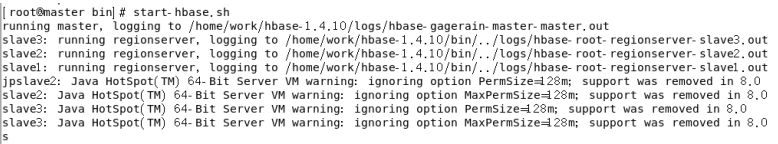 [root@master bin]# start-hbase.sh
running master, logging to /home/work/hbase-1.4.10/logs/hbase-gagerain-master-master.out
slave3: running regionserver, logging to /home/work/hbase-1.4.10/bin/../logs/hbase-root-regionserver-slave3.out
slave2: running regionserver, logging to /home/work/hbase-1.4.10/bin/../logs/hbase-root-regionserver-slave2.out
slave1: running regionserver, logging to /home/work/hbase-1.4.10/bin/../logs/hbase-root-regionserver-slave1.out
jpslave2: Java HotSpot(TM) 64-Bit Server VM warning: ignoring option PermSize=128m; support was removed in 8.0
slave2: Java HotSpot(TM) 64-Bit Server VM warning: ignoring option MaxPermSize=128m; support was removed in 8.0
slave3: Java HotSpot(TM) 64-Bit Server VM warning: ignoring option PermSize=128m; support was removed in 8.0
slave3: Java HotSpot(TM) 64-Bit Server VM warning: ignoring option MaxPermSize=128m; support was removed in 8.0
s